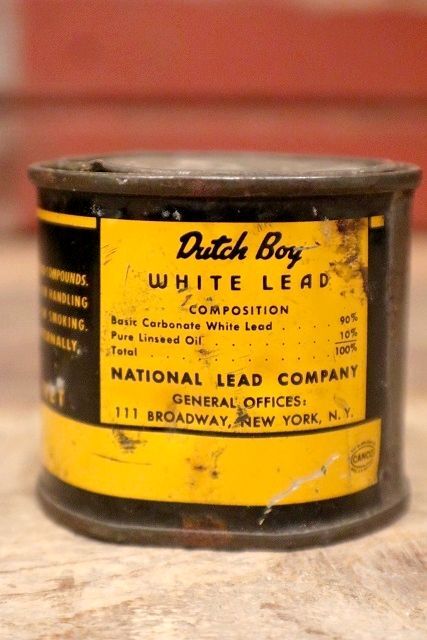 COMPOUNDS.
HANDLING
SMOKING.
Dutch Boy
WHITE LEAD
COMPOSITION
Basic Carbonate White Lead . . . . . 90%
Pure Linseed Oil . . . . . . . . . 10%
Total . . . . . . . . . . . . 100%
NATIONAL LEAD COMPANY
GENERAL OFFICES:
111 BROADWAY, NEW YORK, N. Y.
CANCO